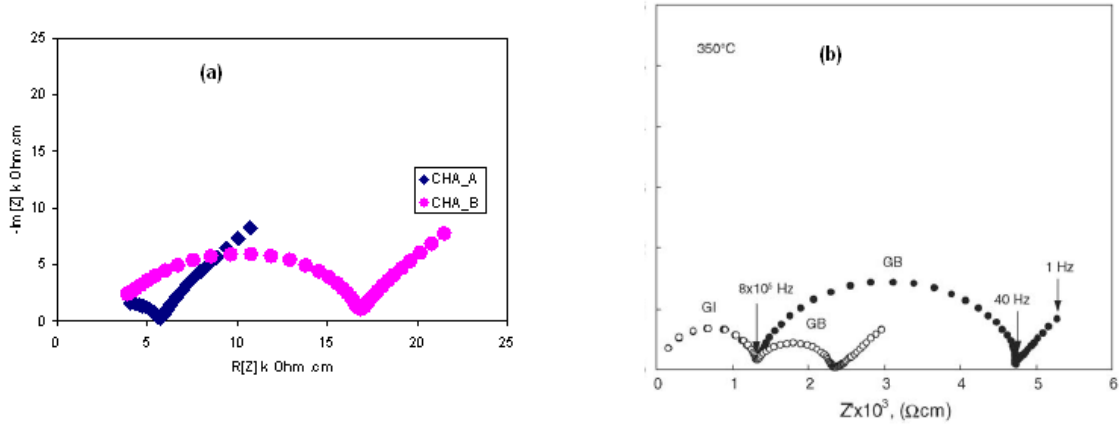 (a)
25
20
15
10
5
0
0 5 10 15 20 25
-Im [Z] k Ohm.cm
R[Z] k Ohm .cm
CHA_A
CHA_B
350°C
(b)
GI
8x10⁵ Hz
GB
GB
40 Hz
1 Hz
0 1 2 3 4 5 6
Z'x10³, (Ωcm)